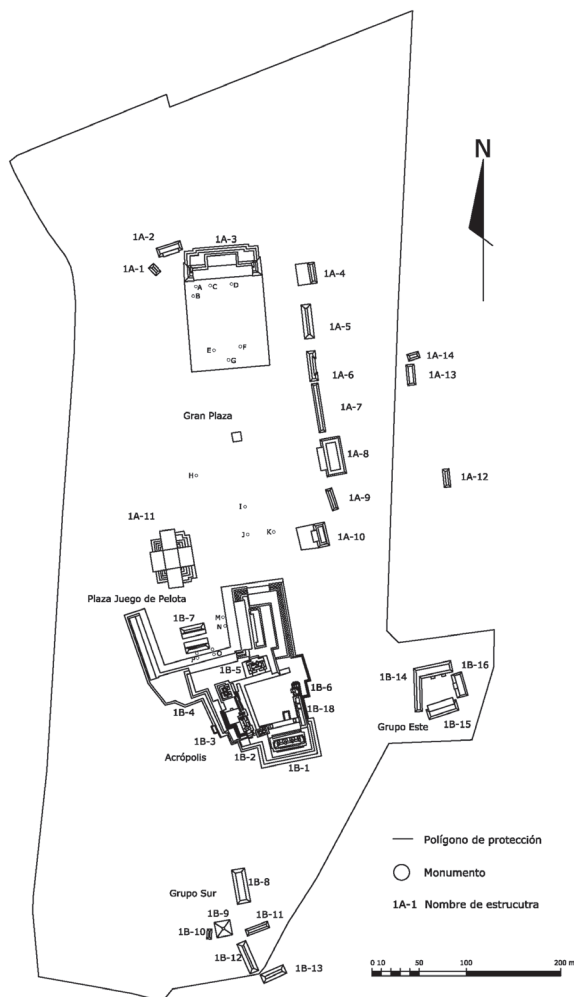 N
1A-2
1A-3
1A-1
1A-4
A
C
D
B
1A-5
E
F
G
1A-6
1A-14
1A-13
1A-7
Gran Plaza
1A-8
H
1A-12
1A-9
I
1A-11
J
K
1A-10
Plaza Juego de Pelota
1B-7
M
N
O
P
1B-5
1B-14
1B-16
1B-6
1B-4
1B-18
1B-15
Grupo Este
1B-3
1B-2
Acrópolis
1B-1
Polígono de protección
Monumento
1A-1 Nombre de estrucutra
1B-8
Grupo Sur
1B-9
1B-11
1B-10
1B-12
1B-13
0 10 50 100 200 m